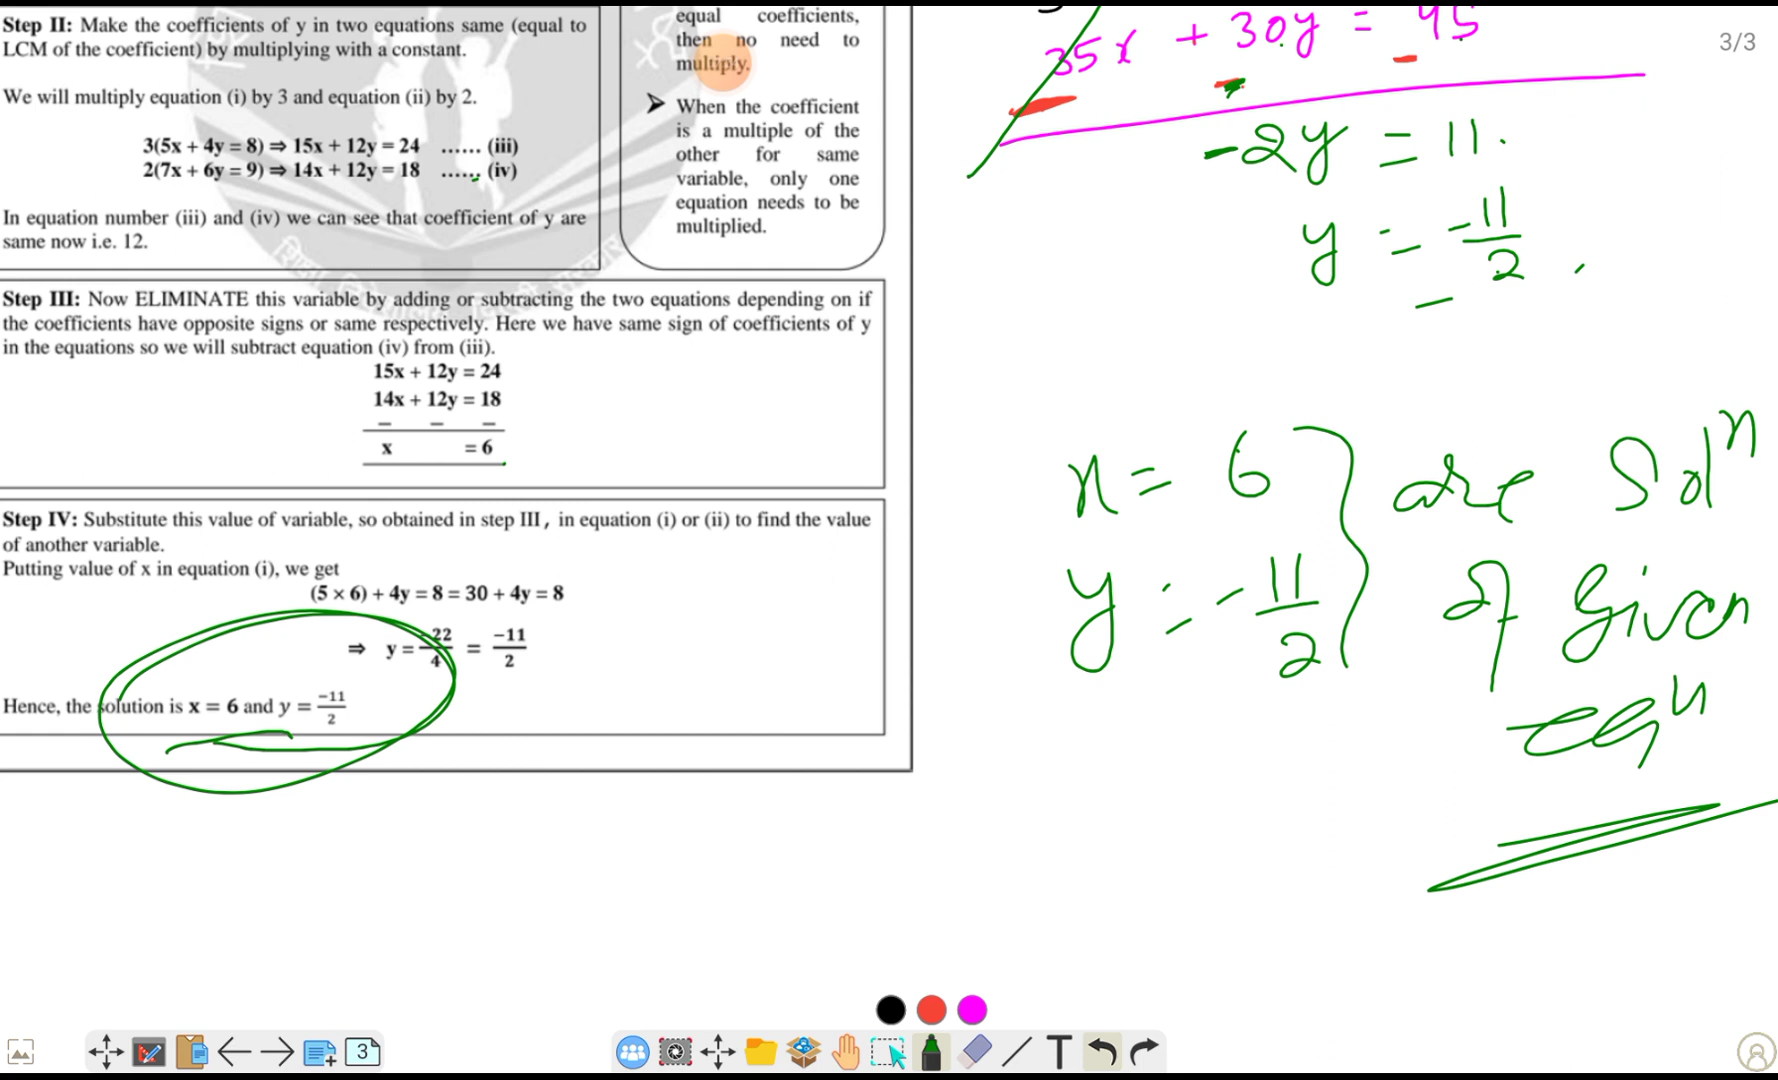 Step II: Make the coefficients of y in two equations same (equal to
LCM of the coefficient) by multiplying with a constant.
We will multiply equation (i) by 3 and equation (ii) by 2.
3(5x + 4y = 8) ⇒ 15x + 12y = 24 ...... (iii)
2(7x + 6y = 9) ⇒ 14x + 12y = 18 ...... (iv)
In equation number (iii) and (iv) we can see that coefficient of y are
same now i.e. 12.
equal coefficients,
then no need to
multiply.
➤ When the coefficient
is a multiple of the
other for same
variable, only one
equation needs to be
multiplied.
Step III: Now ELIMINATE this variable by adding or subtracting the two equations depending on if
the coefficients have opposite signs or same respectively. Here we have same sign of coefficients of y
in the equations so we will subtract equation (iv) from (iii).
15x + 12y = 24
14x + 12y = 18
– – –
x = 6
Step IV: Substitute this value of variable, so obtained in step III, in equation (i) or (ii) to find the value
of another variable.
Putting value of x in equation (i), we get
(5 × 6) + 4y = 8 = 30 + 4y = 8
⇒ y = -22/4 = -11/2
Hence, the solution is x = 6 and y = -11/2
35x + 30y = 45
- - -
-2y = 11.
y = -11/2
x = 6 } are Solⁿ
y = -11/2 of Given
eqⁿ
3/3
3
T